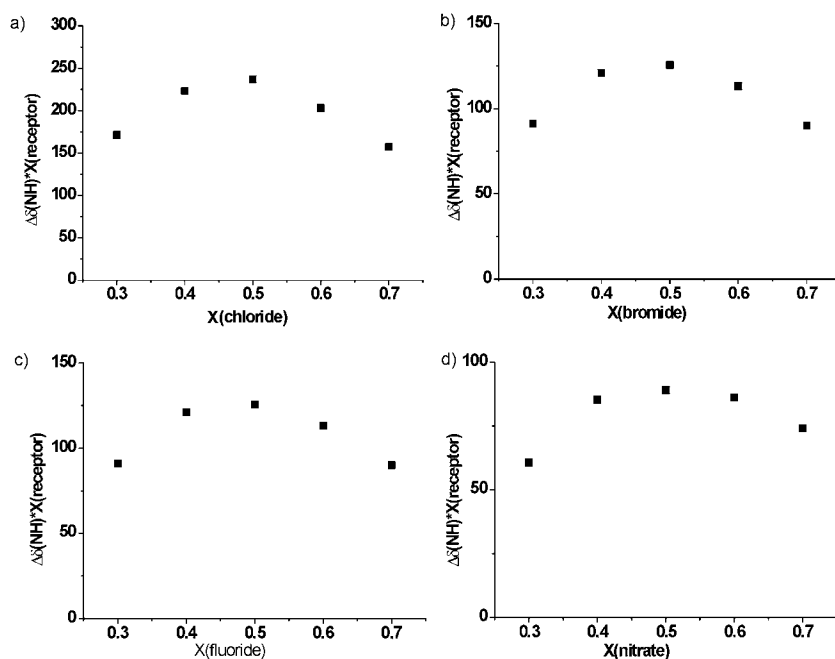 a)
300
250
200
150
100
50
0
Δδ(NH)*X(receptor)
0.3 0.4 0.5 0.6 0.7
X(chloride)
b)
150
100
50
0
Δδ(NH)*X(receptor)
0.3 0.4 0.5 0.6 0.7
X(bromide)
c)
150
100
50
0
Δδ(NH)*X(receptor)
0.3 0.4 0.5 0.6 0.7
X(fluoride)
d)
100
50
0
Δδ(NH)*X(receptor)
0.3 0.4 0.5 0.6 0.7
X(nitrate)